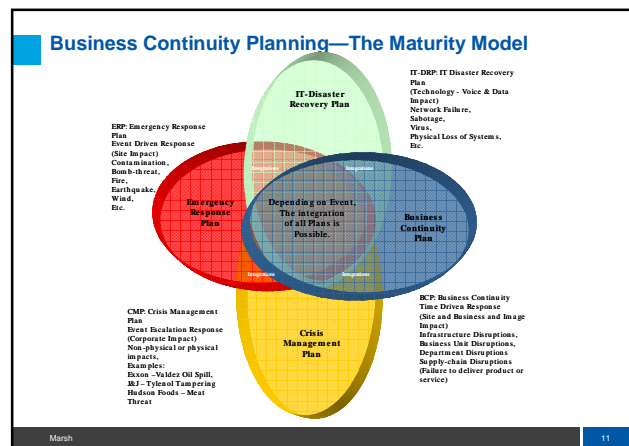 Business Continuity Planning—The Maturity Model
IT-Disaster
Recovery Plan
IT-DRP: IT Disaster Recovery
Plan
(Technology - Voice & Data
Impact)
Network Failure,
Sabotage,
Virus,
Physical Loss of Systems,
Etc.
ERP: Emergency Response
Plan
Event Driven Response
(Site Impact)
Contamination,
Bomb-threat,
Fire,
Earthquake,
Wind,
Etc.
Integrations
Integrations
Emergency
Response
Plan
Depending on Event,
The integration
of all Plans is
Possible.
Business
Continuity
Plan
Integrations
Integrations
CMP: Crisis Management
Plan
Event Escalation Response
(Corporate Impact)
Non-physical or physical
impacts,
Examples:
Exxon –Valdez Oil Spill,
J&J – Tylenol Tampering
Hudson Foods – Meat
Threat
Crisis
Management
Plan
BCP: Business Continuity
Time Driven Response
(Site and Business and Image
Impact)
Infrastructure Disruptions,
Business Unit Disruptions,
Department Disruptions
Supply-chain Disruptions
(Failure to deliver product or
service)
Marsh
11